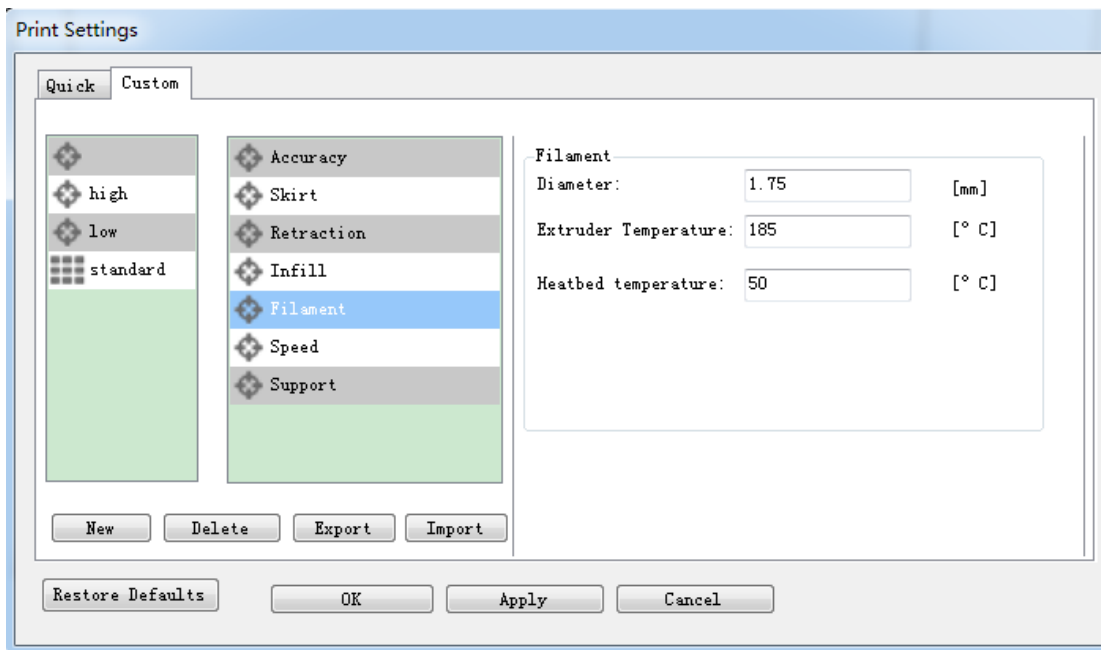 Print Settings
Quick Custom
high
low
standard
Accuracy
Skirt
Retraction
Infill
Filament
Speed
Support
Filament
Diameter: 1.75 [mm]
Extruder Temperature: 185 [° C]
Heatbed temperature: 50 [° C]
New Delete Export Import
Restore Defaults OK Apply Cancel